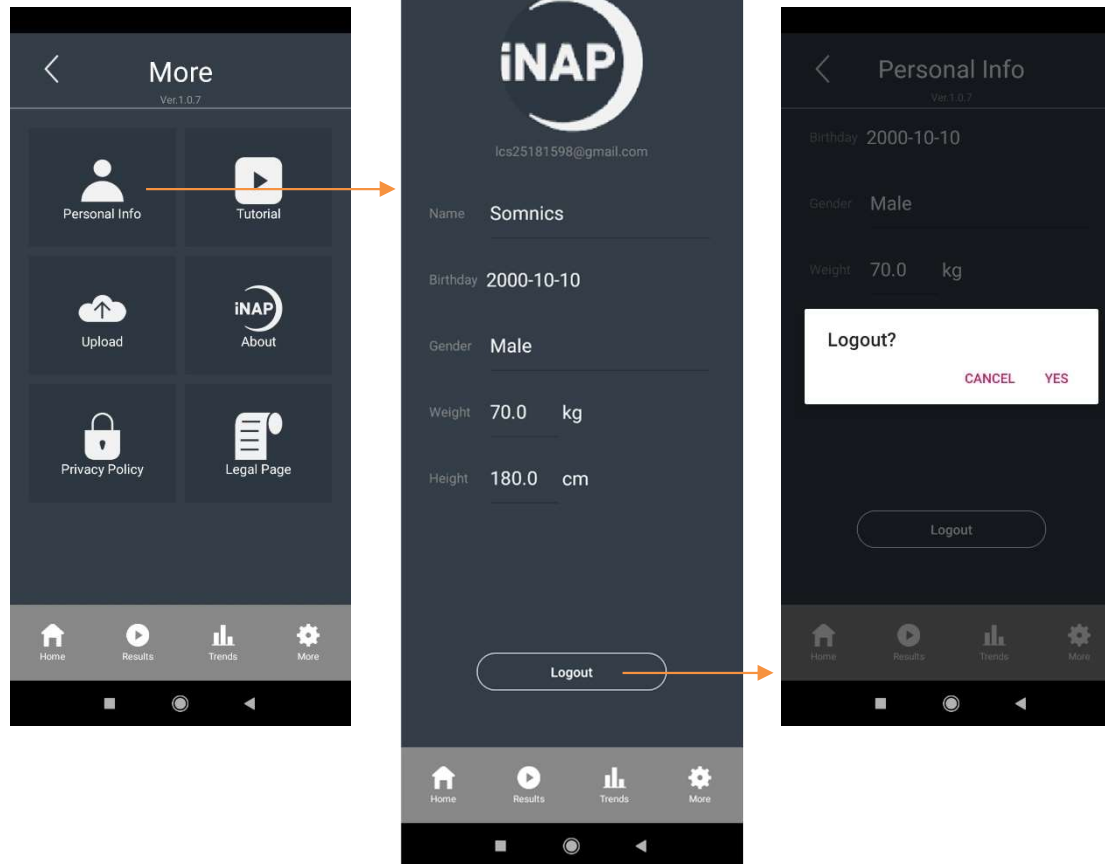 More
Ver.1.0.7
Personal Info
Tutorial
Upload
iNAP
About
Privacy Policy
Legal Page
Home
Results
Trends
More
iNAP
lcs25181598@gmail.com
Name Somnics
Birthday 2000-10-10
Gender Male
Weight 70.0 kg
Height 180.0 cm
Logout
Home
Results
Trends
More
Personal Info
Ver.1.0.7
Birthday 2000-10-10
Gender Male
Weight 70.0 kg
Logout?
CANCEL YES
Logout
Home
Results
Trends
More